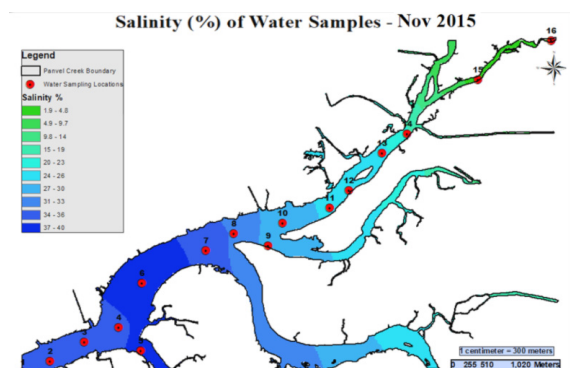 Salinity (%) of Water Samples - Nov 2015
Legend
Panvel Creek Boundary
Water Sampling Locations
Salinity %
1.9 - 4.8
4.9 - 9.7
9.8 - 14
15 - 19
20 - 23
24 - 26
27 - 30
31 - 33
34 - 36
37 - 40
16
15
14
13
12
11
10
9
8
7
6
5
4
3
2
1 centimeter = 300 meters
0 255 510 1,020 Meters